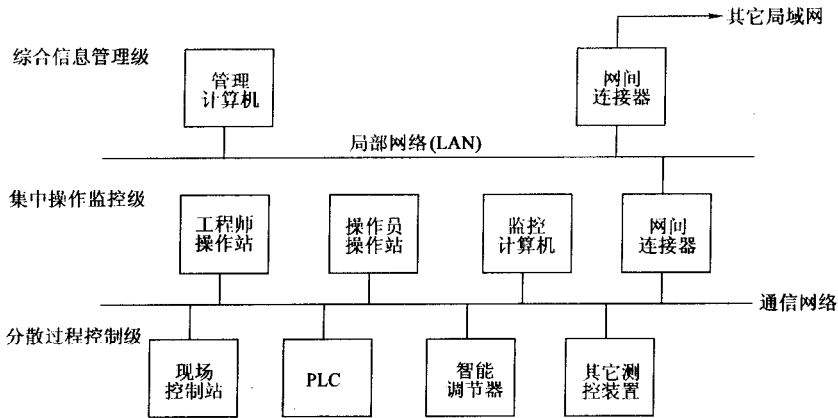 其它局域网
综合信息管理级
管理
计算机
网间
连接器
局部网络(LAN)
集中操作监控级
工程师
操作站
操作员
操作站
监控
计算机
网间
连接器
通信网络
分散过程控制级
现场
控制站
PLC
智能
调节器
其它测
控装置